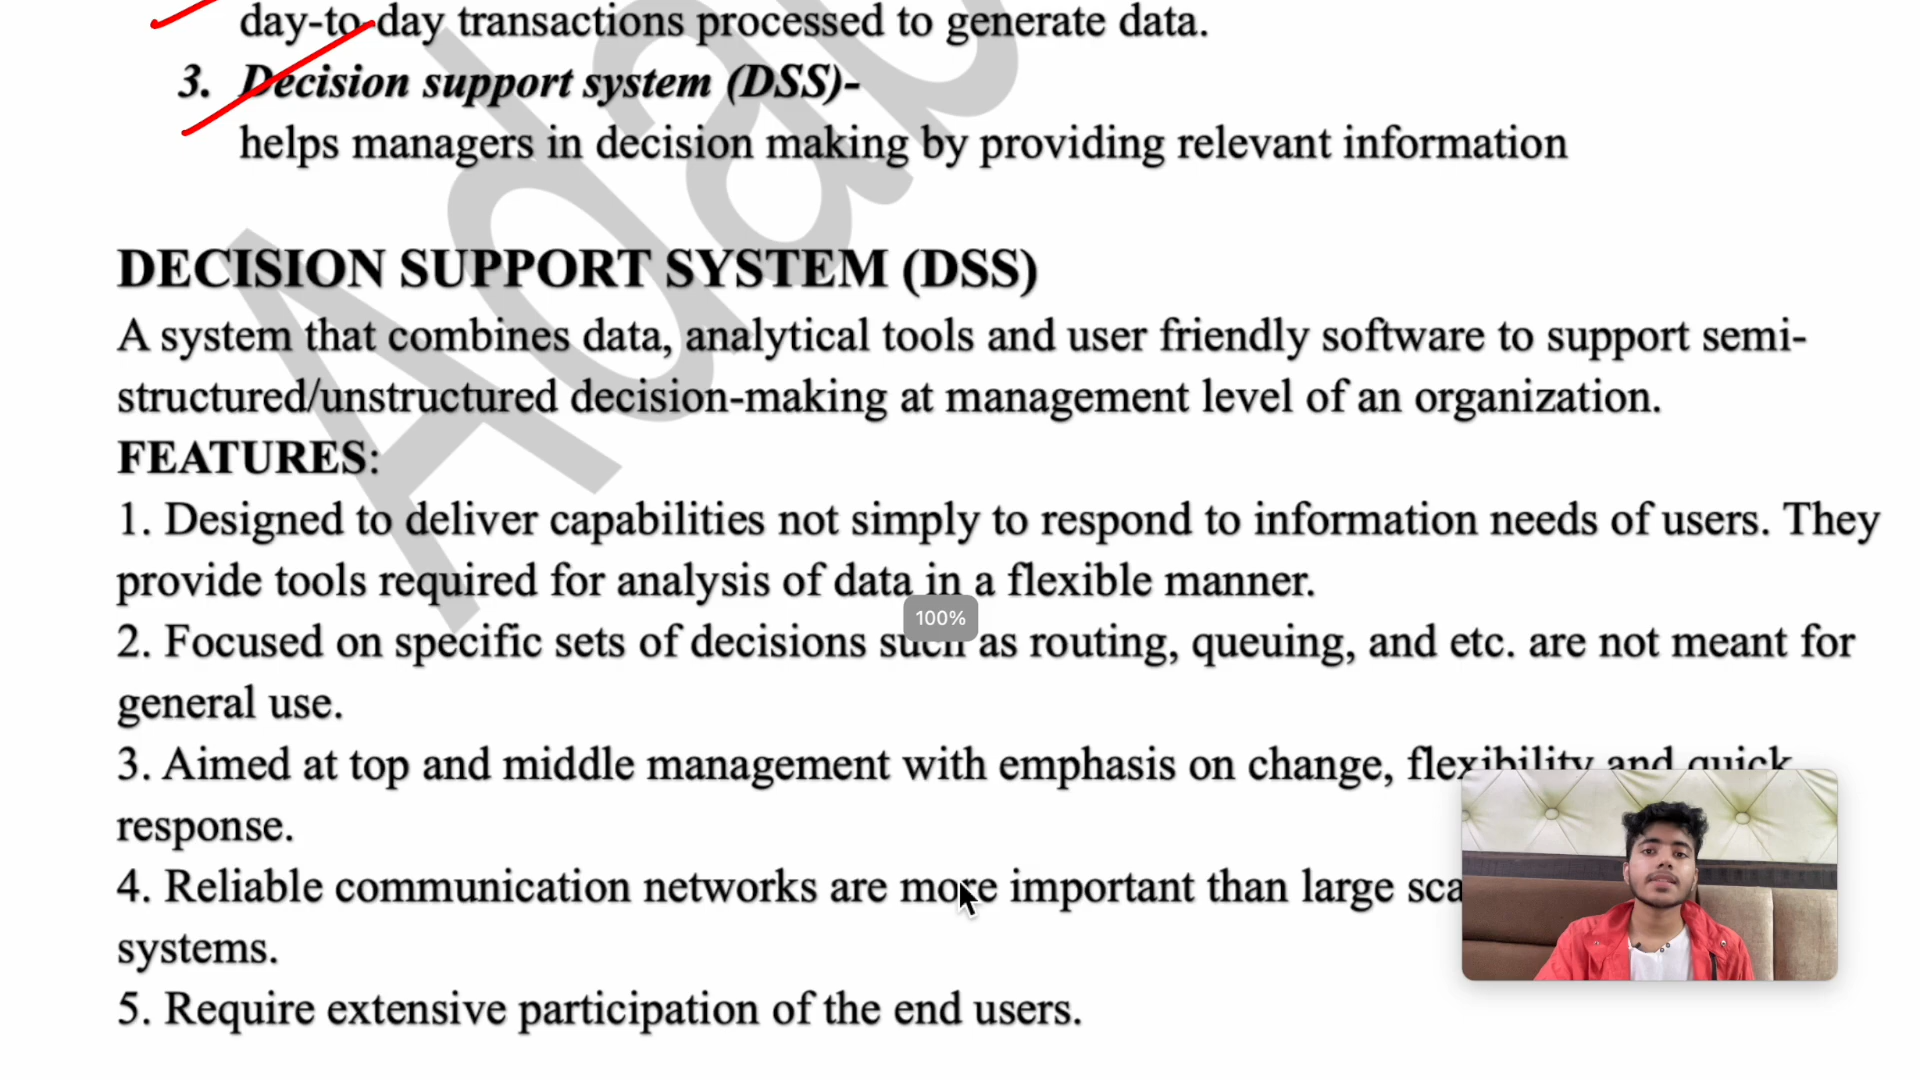 day-to-day transactions processed to generate data.
3. Decision support system (DSS)-
helps managers in decision making by providing relevant information
DECISION SUPPORT SYSTEM (DSS)
A system that combines data, analytical tools and user friendly software to support semi-
structured/unstructured decision-making at management level of an organization.
FEATURES:
1. Designed to deliver capabilities not simply to respond to information needs of users. They
provide tools required for analysis of data in a flexible manner.
100%
2. Focused on specific sets of decisions such as routing, queuing, and etc. are not meant for
general use.
3. Aimed at top and middle management with emphasis on change, flexibility and quick
response.
4. Reliable communication networks are more important than large
systems.
5. Require extensive participation of the end users.